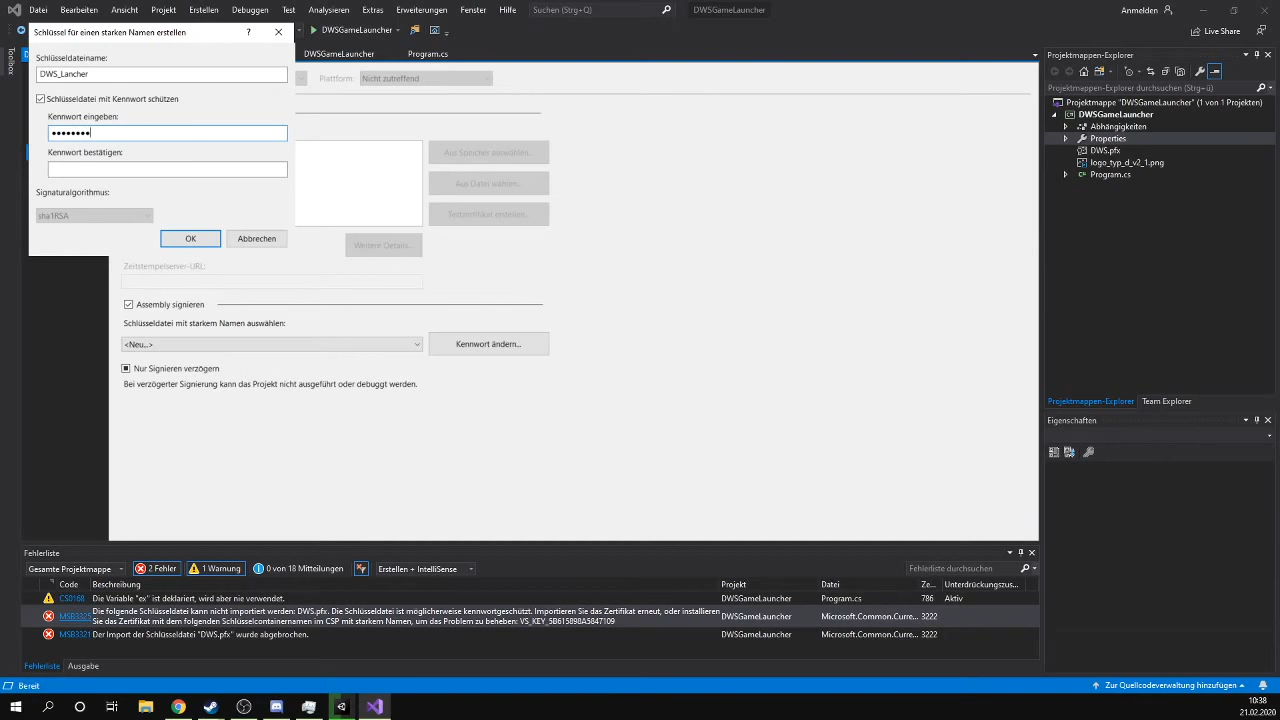 Datei Bearbeiten Ansicht Projekt Erstellen Debuggen Test Analysieren Extras Erweitern Fenster Hilfe Suchen (Strg+Q) DWSGameLauncher Anmelden
DWSGameLauncher Live Share
Schlüssel für einen starken Namen erstellen ?
Schlüsseldateiname:
DWS_Lancher
Schlüsseldatei mit Kennwort schützen
Kennwort eingeben:
●●●●●●●●
Kennwort bestätigen:
Signaturalgorithmus:
sha1RSA
OK Abbrechen
Toolbox
DWSGameLauncher Program.cs
Plattform: Nicht zutreffend
Aus Speicher auswählen...
Aus Datei wählen...
Testzertifikat erstellen...
Weitere Details...
Zeitstempelserver-URL:
Assembly signieren
Schlüsseldatei mit starkem Namen auswählen:
<Neu...> Kennwort ändern...
Nur Signieren verzögern
Bei verzögerter Signierung kann das Projekt nicht ausgeführt oder debuggt werden.
Projektmappen-Explorer
Projektmappen-Explorer durchsuchen (Strg+ü)
Projektmappe "DWSGameLauncher" (1 von 1 Projekten)
DWSGameLauncher
Abhängigkeiten
Properties
DWS.pfx
logo_typ_d_v2_1.png
Program.cs
Projektmappen-Explorer Team Explorer
Eigenschaften
Fehlerliste
Gesamte Projektmappe 2 Fehler 1 Warnung 0 von 18 Mitteilungen Erstellen + IntelliSense Fehlerliste durchsuchen
Code Beschreibung Projekt Datei Ze... Unterdrückungszus...
CS0168 Die Variable "ex" ist deklariert, wird aber nie verwendet. DWSGameLauncher Program.cs 786 Aktiv
MSB3325 Die folgende Schlüsseldatei kann nicht importiert werden: DWS.pfx. Die Schlüsseldatei ist möglicherweise kennwortgeschützt. Importieren Sie das Zertifikat erneut, oder installieren DWSGameLauncher Microsoft.Common.Curre... 3222
Sie das Zertifikat mit dem folgenden Schlüsselcontainernamen im CSP mit starkem Namen, um das Problem zu beheben: VS_KEY_5B615898A5847109
MSB3321 Der Import der Schlüsseldatei "DWS.pfx" wurde abgebrochen. DWSGameLauncher Microsoft.Common.Curre... 3222
Fehlerliste Ausgabe
Bereit Zur Quellcodeverwaltung hinzufügen
10:38
21.02.2020